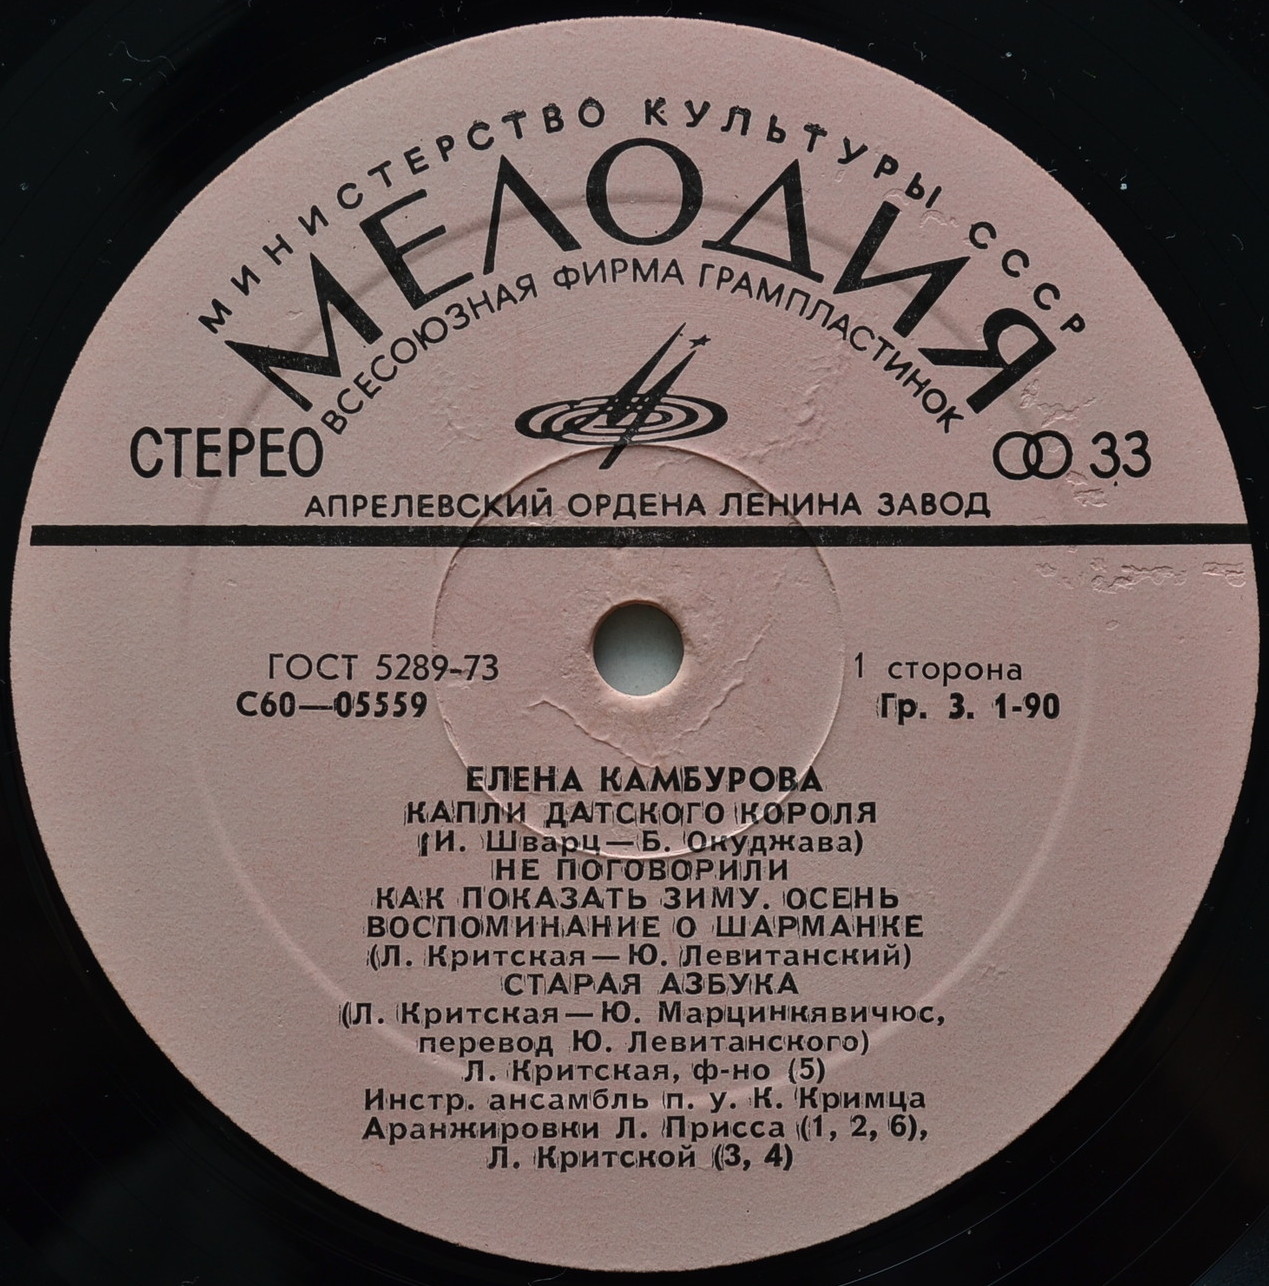 МИНИСТЕРСТВО КУЛЬТУРЫ СССР
МЕЛОДИЯ
ВСЕСОЮЗНАЯ ФИРМА ГРАМПЛАСТИНОК
СТЕРЕО
33
АПРЕЛЕВСКИЙ ОРДЕНА ЛЕНИНА ЗАВОД
ГОСТ 5289-73
С60—05559
1 сторона
Гр. 3. 1-90
ЕЛЕНА КАМБУРОВА
КАПЛИ ДАТСКОГО КОРОЛЯ
(И. Шварц—Б. Окуджава)
НЕ ПОГОВОРИЛИ
КАК ПОКАЗАТЬ ЗИМУ. ОСЕНЬ
ВОСПОМИНАНИЕ О ШАРМАНКЕ
(Л. Критская—Ю. Левитанский)
СТАРАЯ АЗБУКА
(Л. Критская—Ю. Марцинкявичюс,
перевод Ю. Левитанского)
Л. Критская, ф-но (5)
Инстр. ансамбль п. у. К. Кримца
Аранжировки Л. Присса (1, 2, 6),
Л. Критской (3, 4)